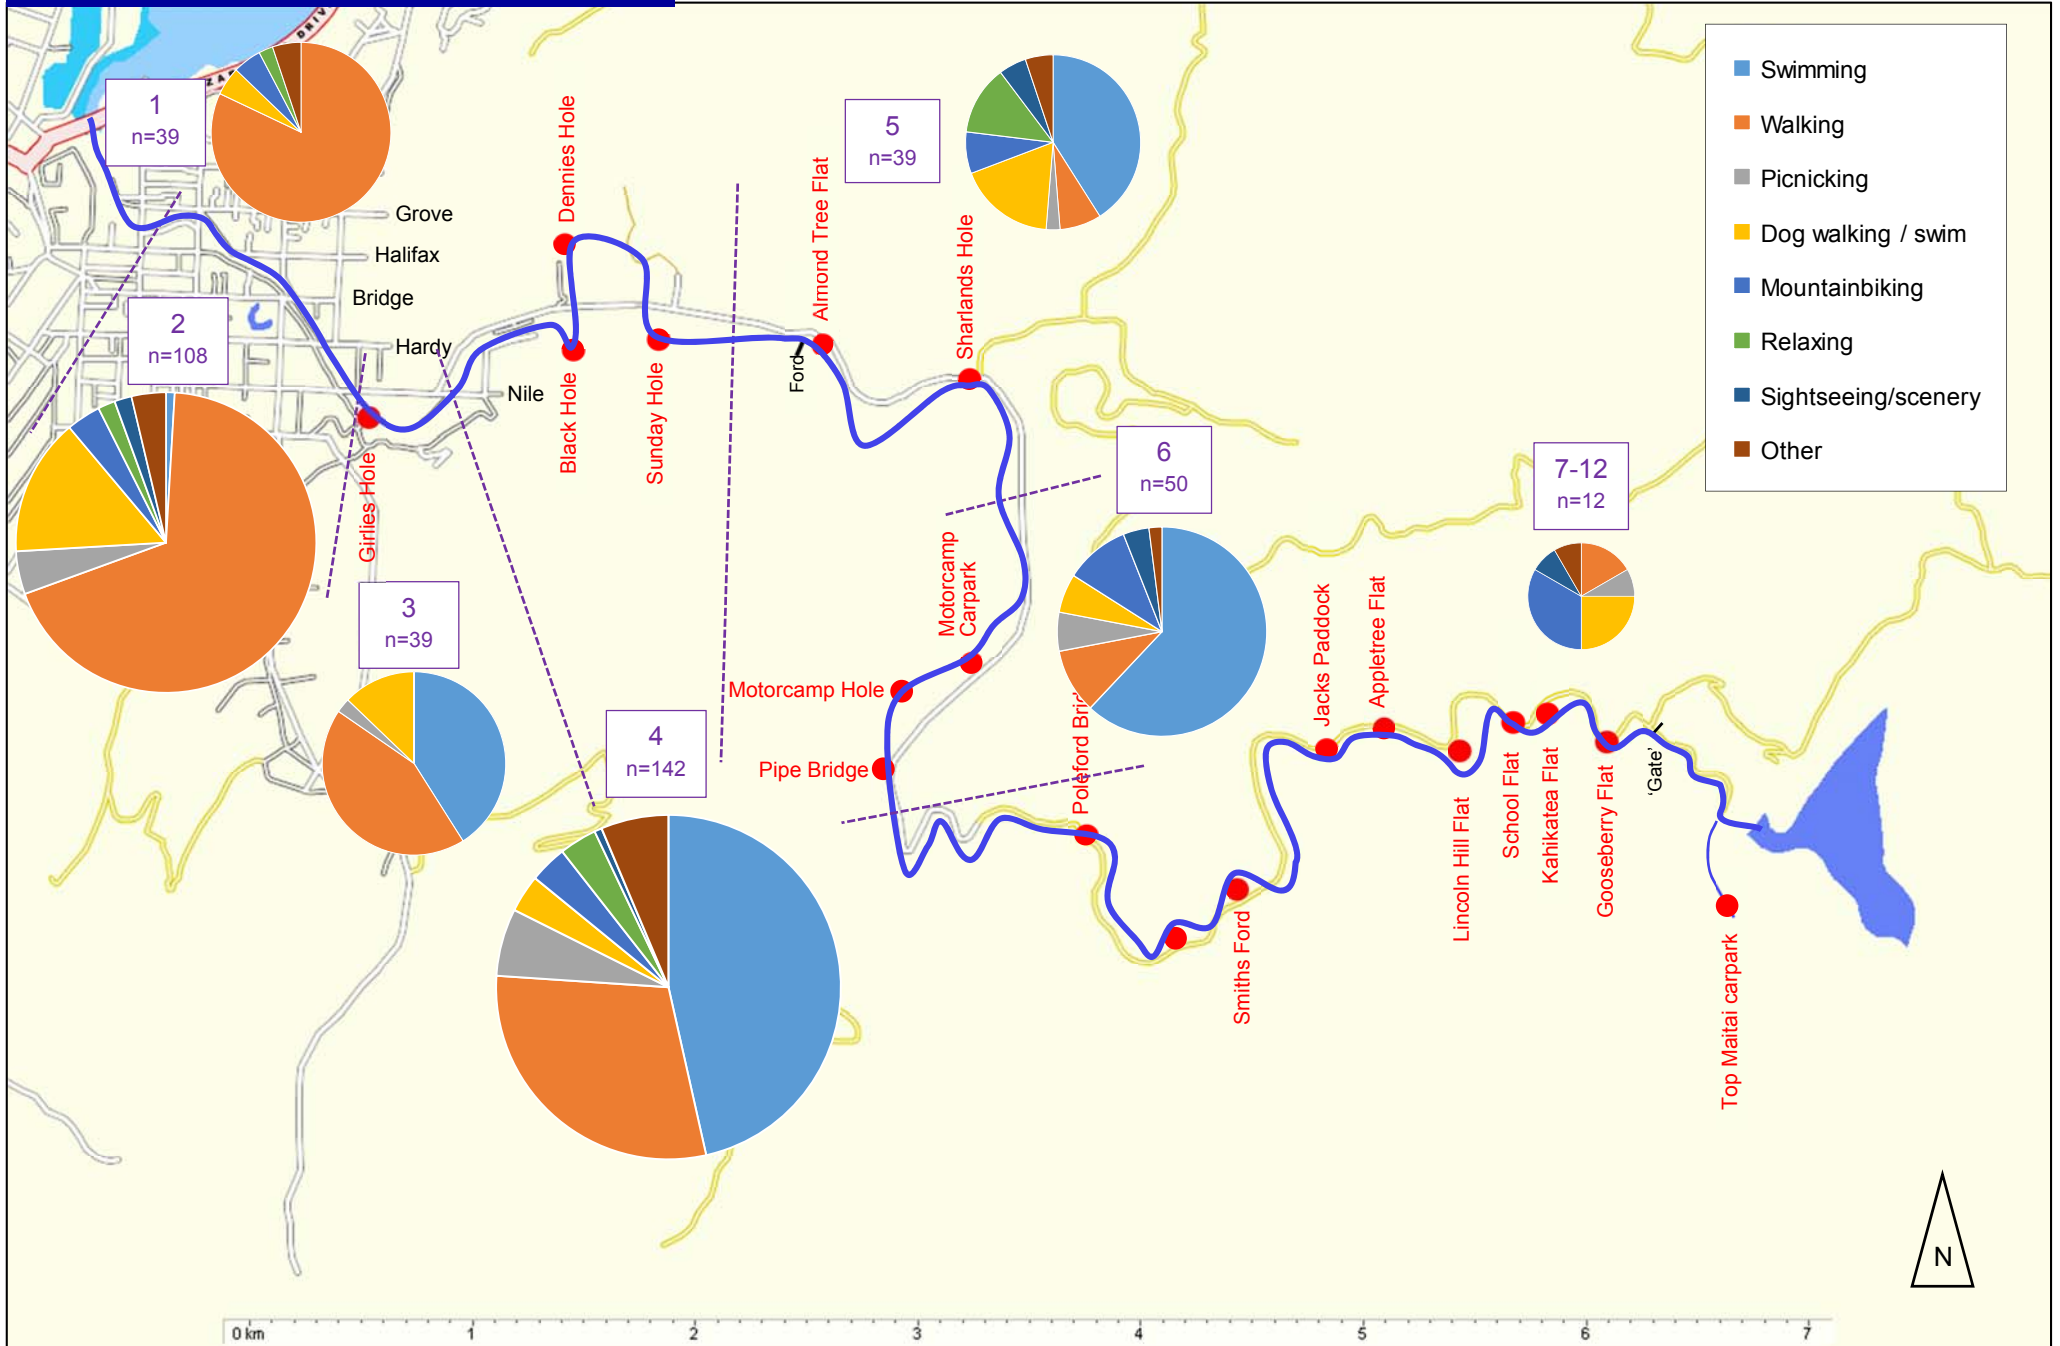 DRIV
ZA
1
n=39
Grove
Halifax
Bridge
Hardy
Nile
2
n=108
Girlies Hole
3
n=39
Dennies Hole
Black Hole
Sunday Hole
4
n=142
Ford
Almond Tree Flat
5
n=39
Sharlands Hole
6
n=50
Motorcamp
Carpark
Motorcamp Hole
Pipe Bridge
Poleford Bri
Smiths Ford
Jacks Paddock
Appletree Flat
Lincoln Hill Flat
School Flat
Kahikatea Flat
Gooseberry Flat
'Gate'
Top Maitai carpark
7-12
n=12
Swimming
Walking
Picnicking
Dog walking / swim
Mountainbiking
Relaxing
Sightseeing/scenery
Other
N
0 km 1 2 3 4 5 6 7